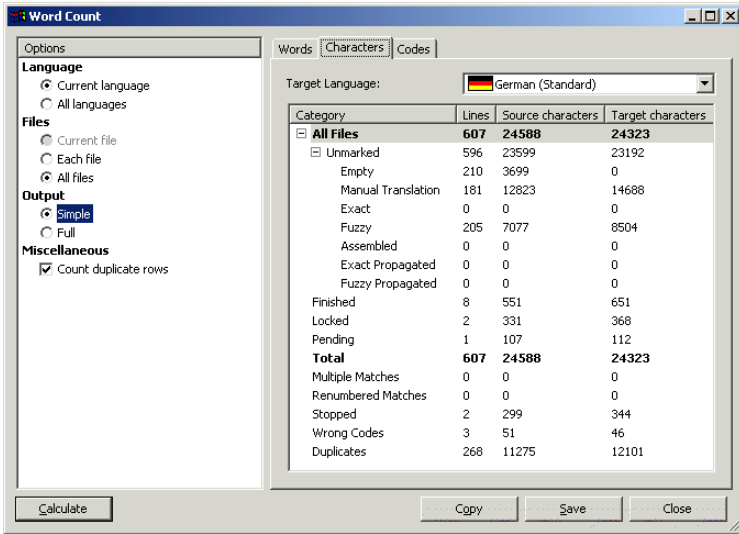 Word Count
Options
Language
Current language
All languages
Files
Current file
Each file
All files
Output
Simple
Full
Miscellaneous
Count duplicate rows
Words Characters Codes
Target Language: German (Standard)
Category Lines Source characters Target characters
All Files 607 24588 24323
Unmarked 596 23599 23192
Empty 210 3699 0
Manual Translation 181 12823 14688
Exact 0 0 0
Fuzzy 205 7077 8504
Assembled 0 0 0
Exact Propagated 0 0 0
Fuzzy Propagated 0 0 0
Finished 8 551 651
Locked 2 331 368
Pending 1 107 112
Total 607 24588 24323
Multiple Matches 0 0 0
Renumbered Matches 0 0 0
Stopped 2 299 344
Wrong Codes 3 51 46
Duplicates 268 11275 12101
Calculate Copy Save Close